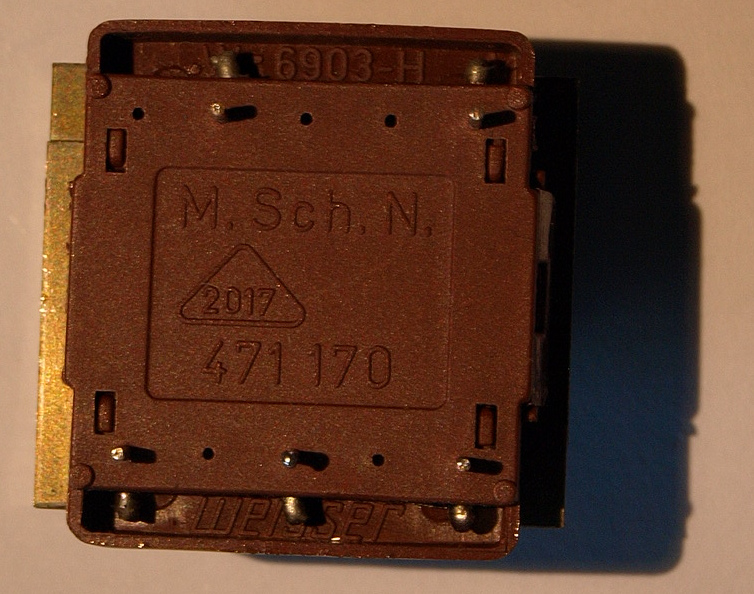 6903-H
M. Sch. N.
2017
471 170
weisser